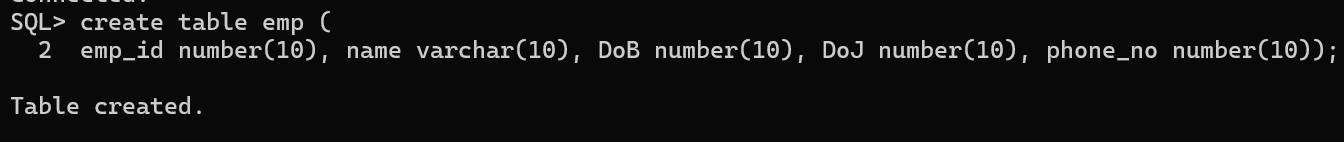 SQL> create table emp (
  2  emp_id number(10), name varchar(10), DoB number(10), DoJ number(10), phone_no number(10));
Table created.